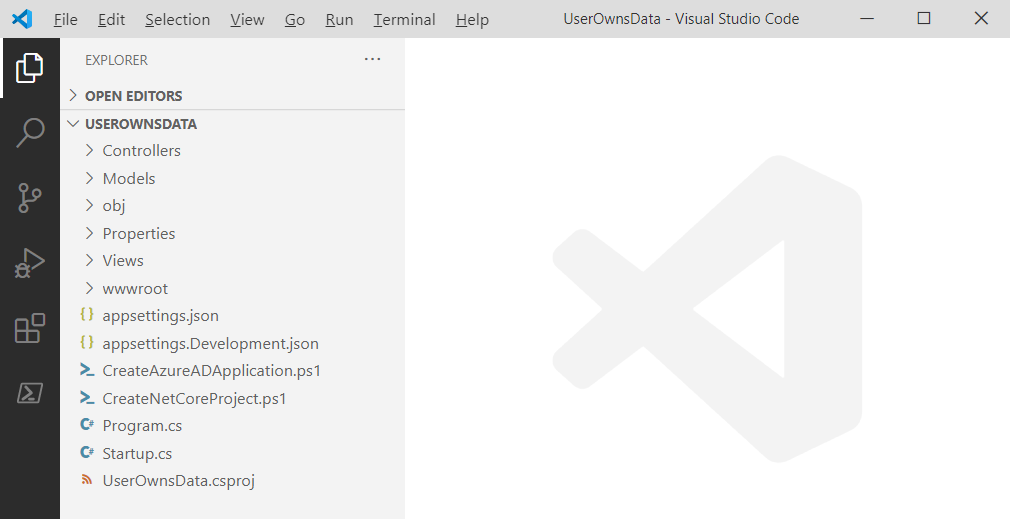 File Edit Selection View Go Run Terminal Help UserOwnsData - Visual Studio Code
EXPLORER
OPEN EDITORS
USEROWNSDATA
Controllers
Models
obj
Properties
Views
wwwroot
appsettings.json
appsettings.Development.json
CreateAzureADApplication.ps1
CreateNetCoreProject.ps1
Program.cs
Startup.cs
UserOwnsData.csproj